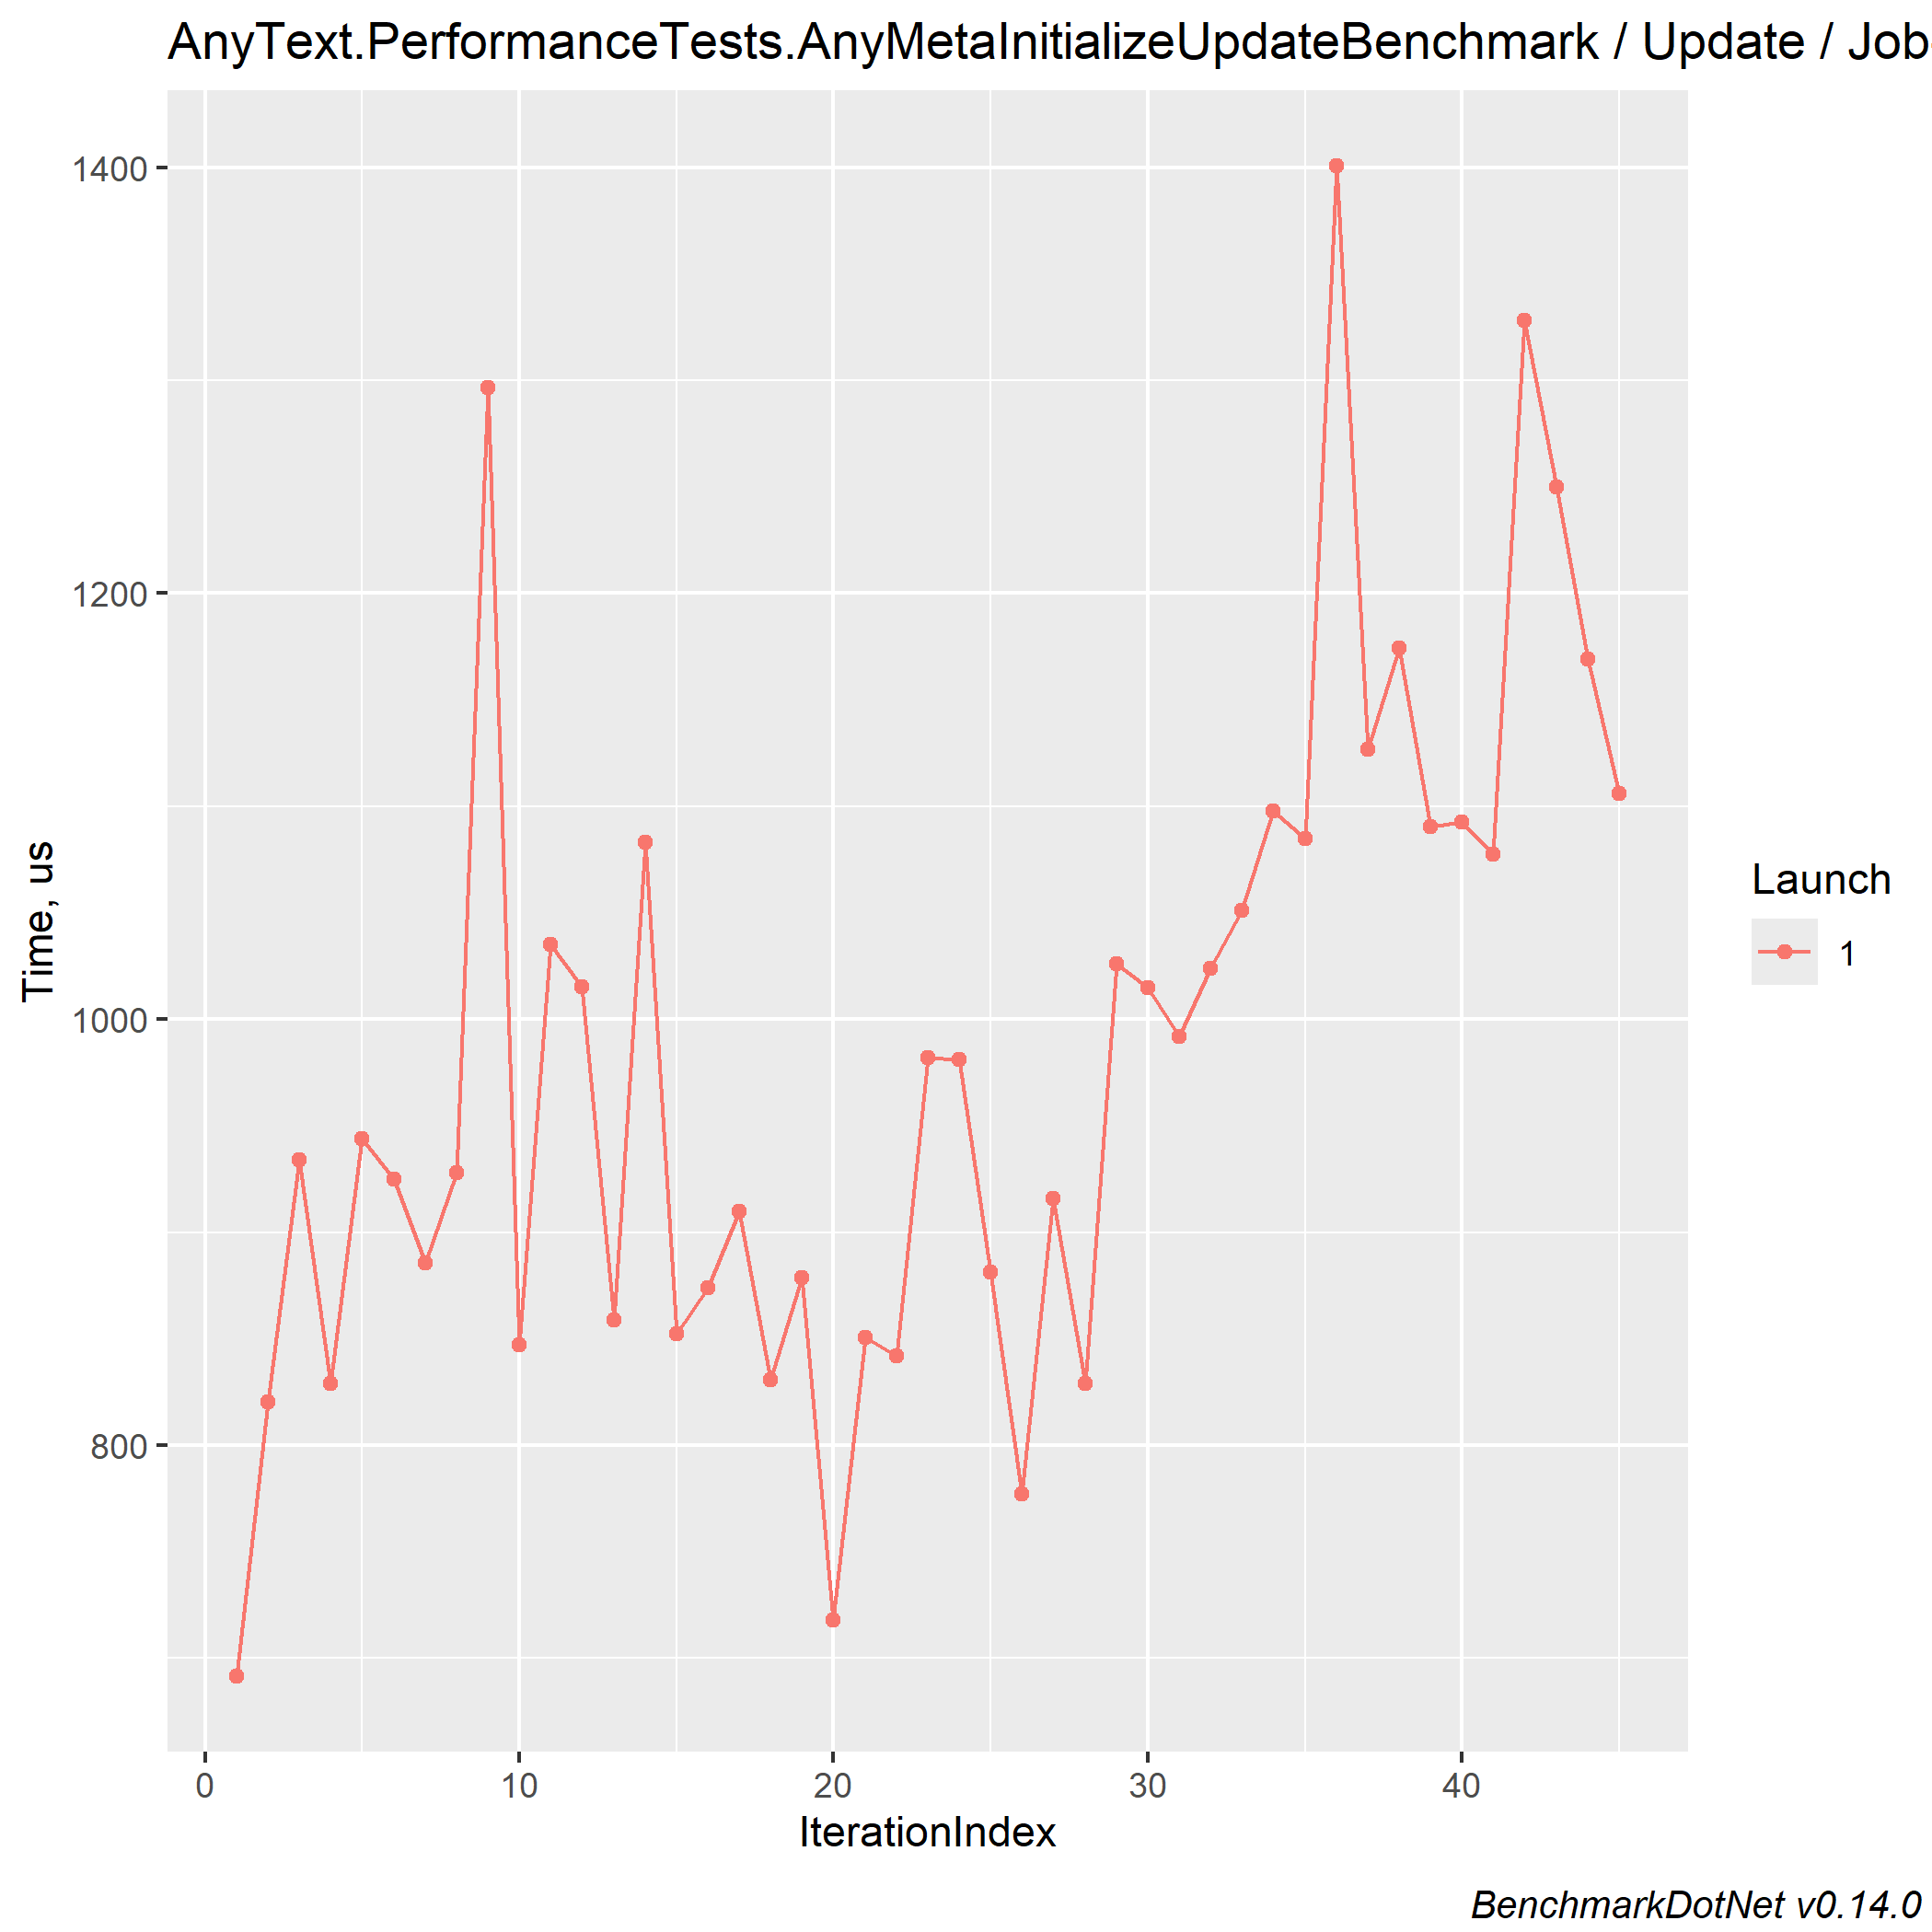 AnyText.PerformanceTests.AnyMetaInitializeUpdateBenchmark / Update / Job
1400
1200
1000
800
Time, us
0 10 20 30 40
IterationIndex
Launch
1
BenchmarkDotNet v0.14.0